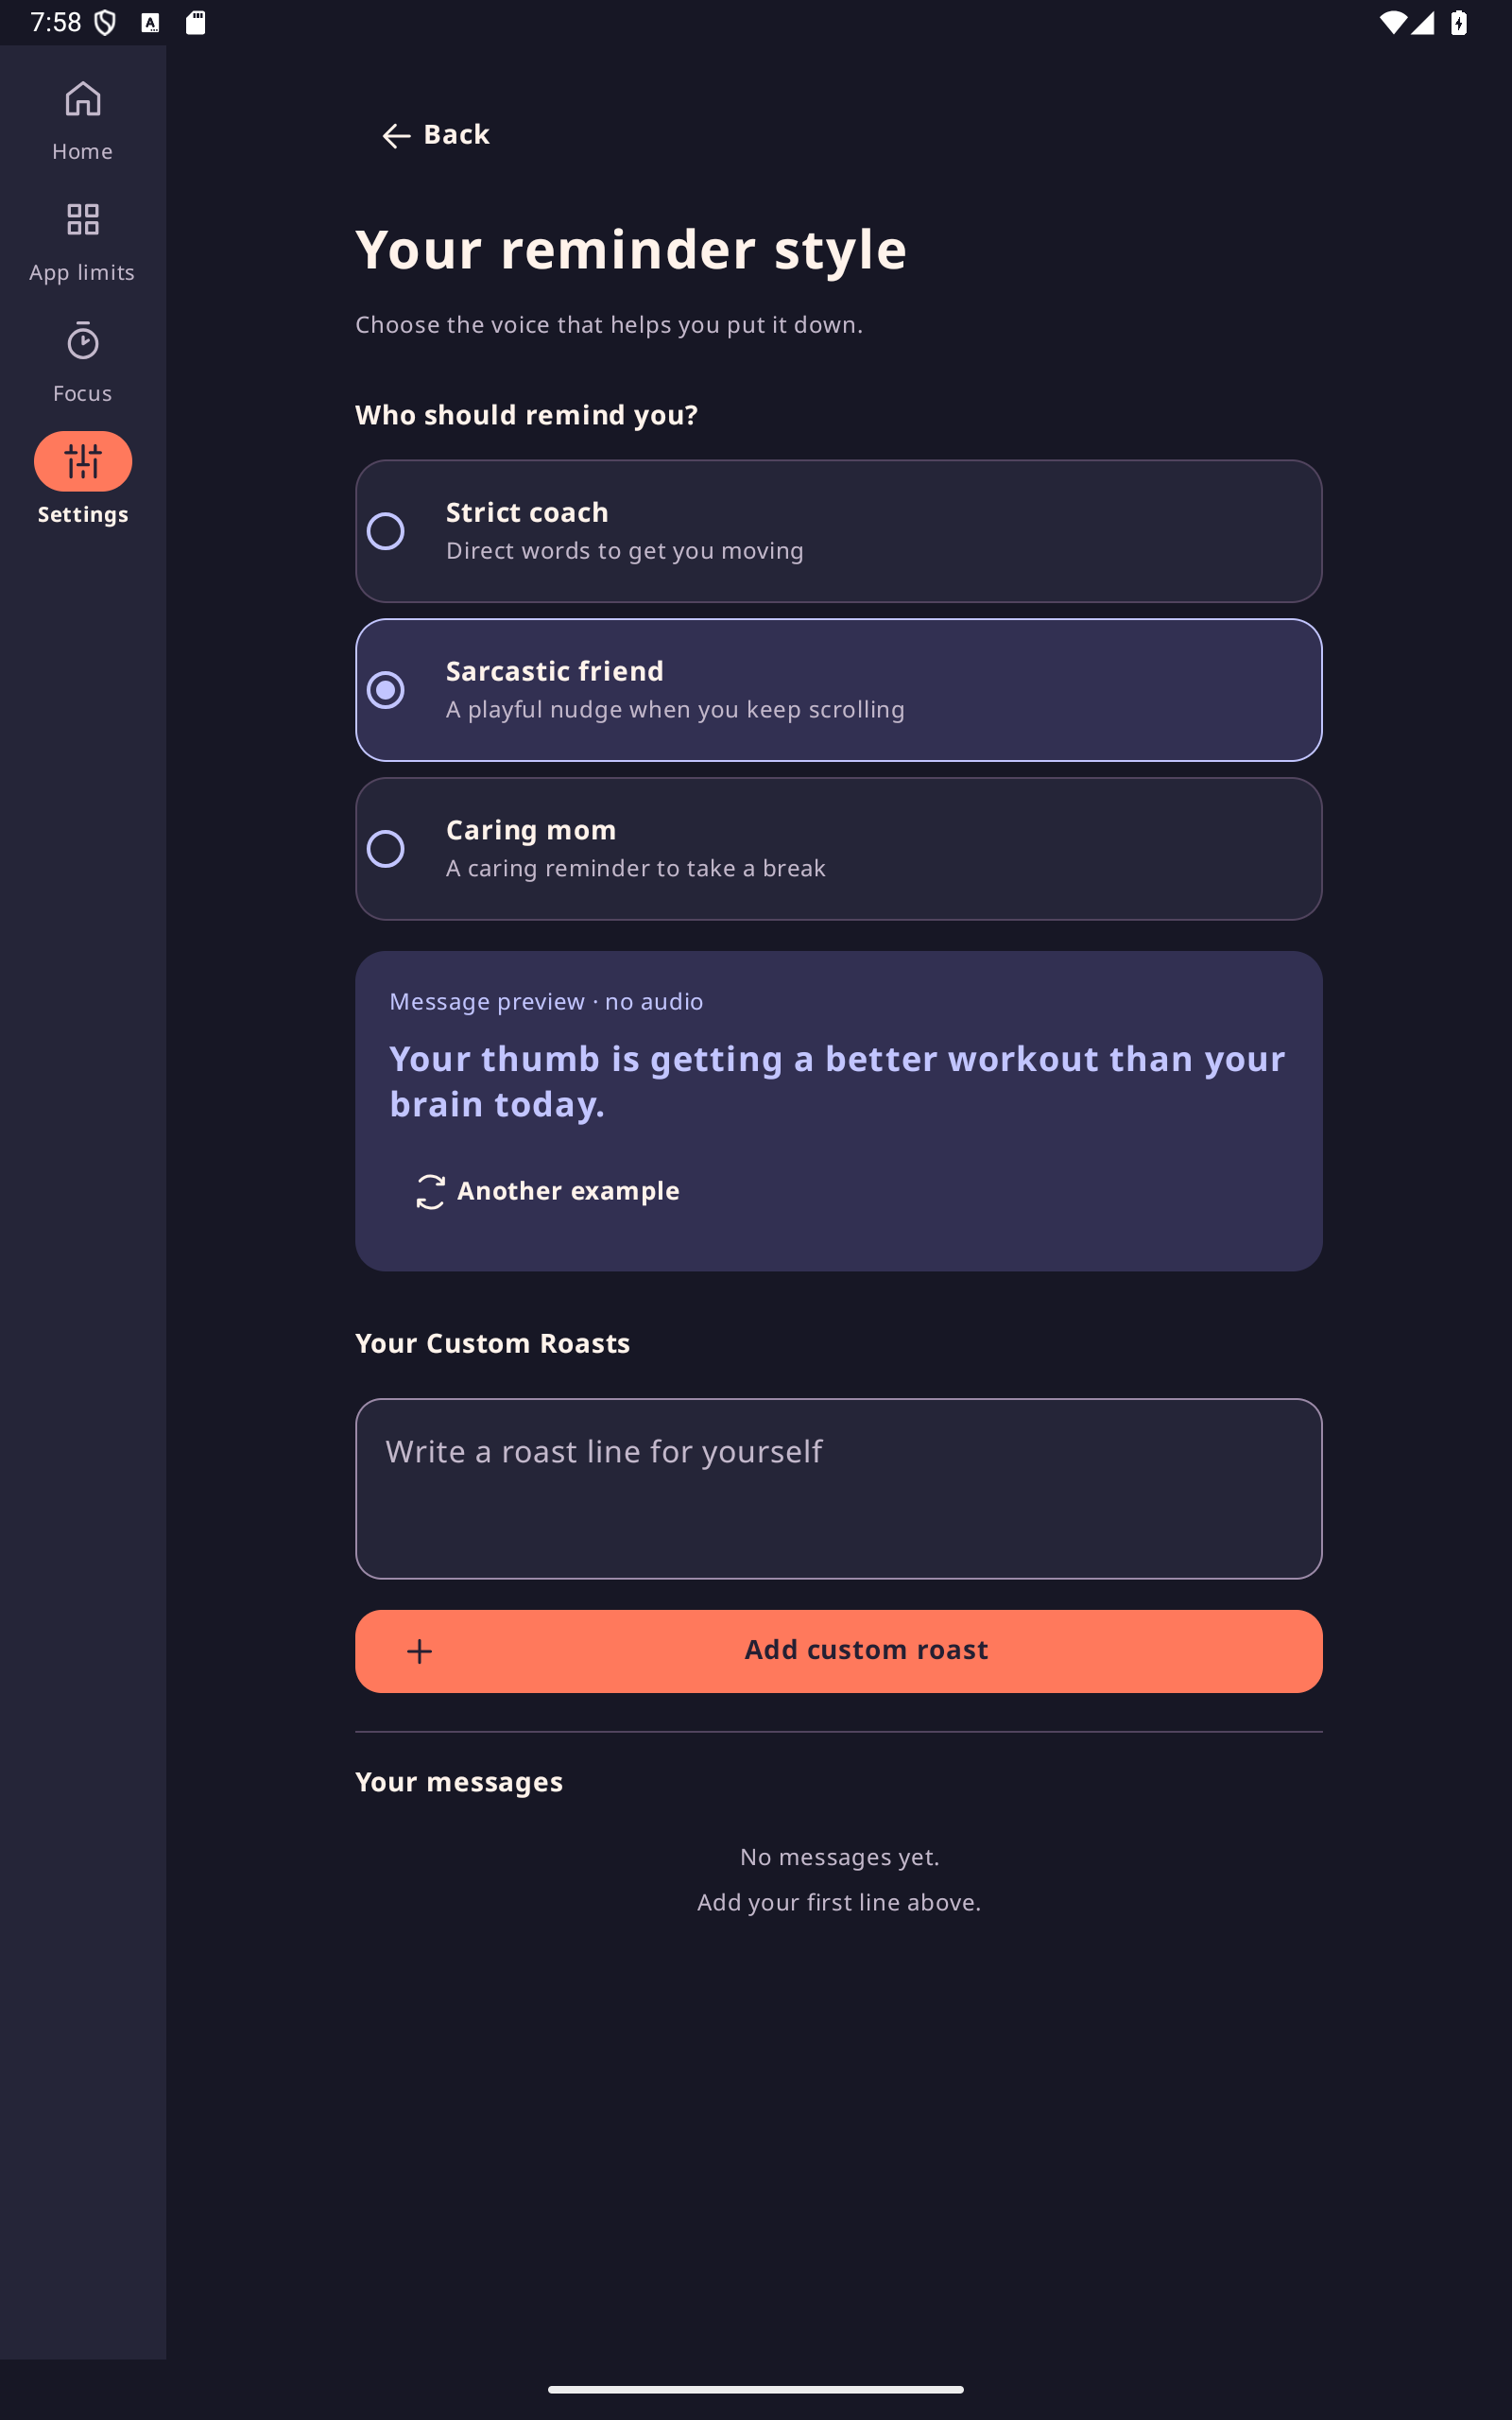 7:58
Home
App limits
Focus
Settings
Back
Your reminder style
Choose the voice that helps you put it down.
Who should remind you?
Strict coach
Direct words to get you moving
Sarcastic friend
A playful nudge when you keep scrolling
Caring mom
A caring reminder to take a break
Message preview · no audio
Your thumb is getting a better workout than your
brain today.
Another example
Your Custom Roasts
Write a roast line for yourself
Add custom roast
Your messages
No messages yet.
Add your first line above.